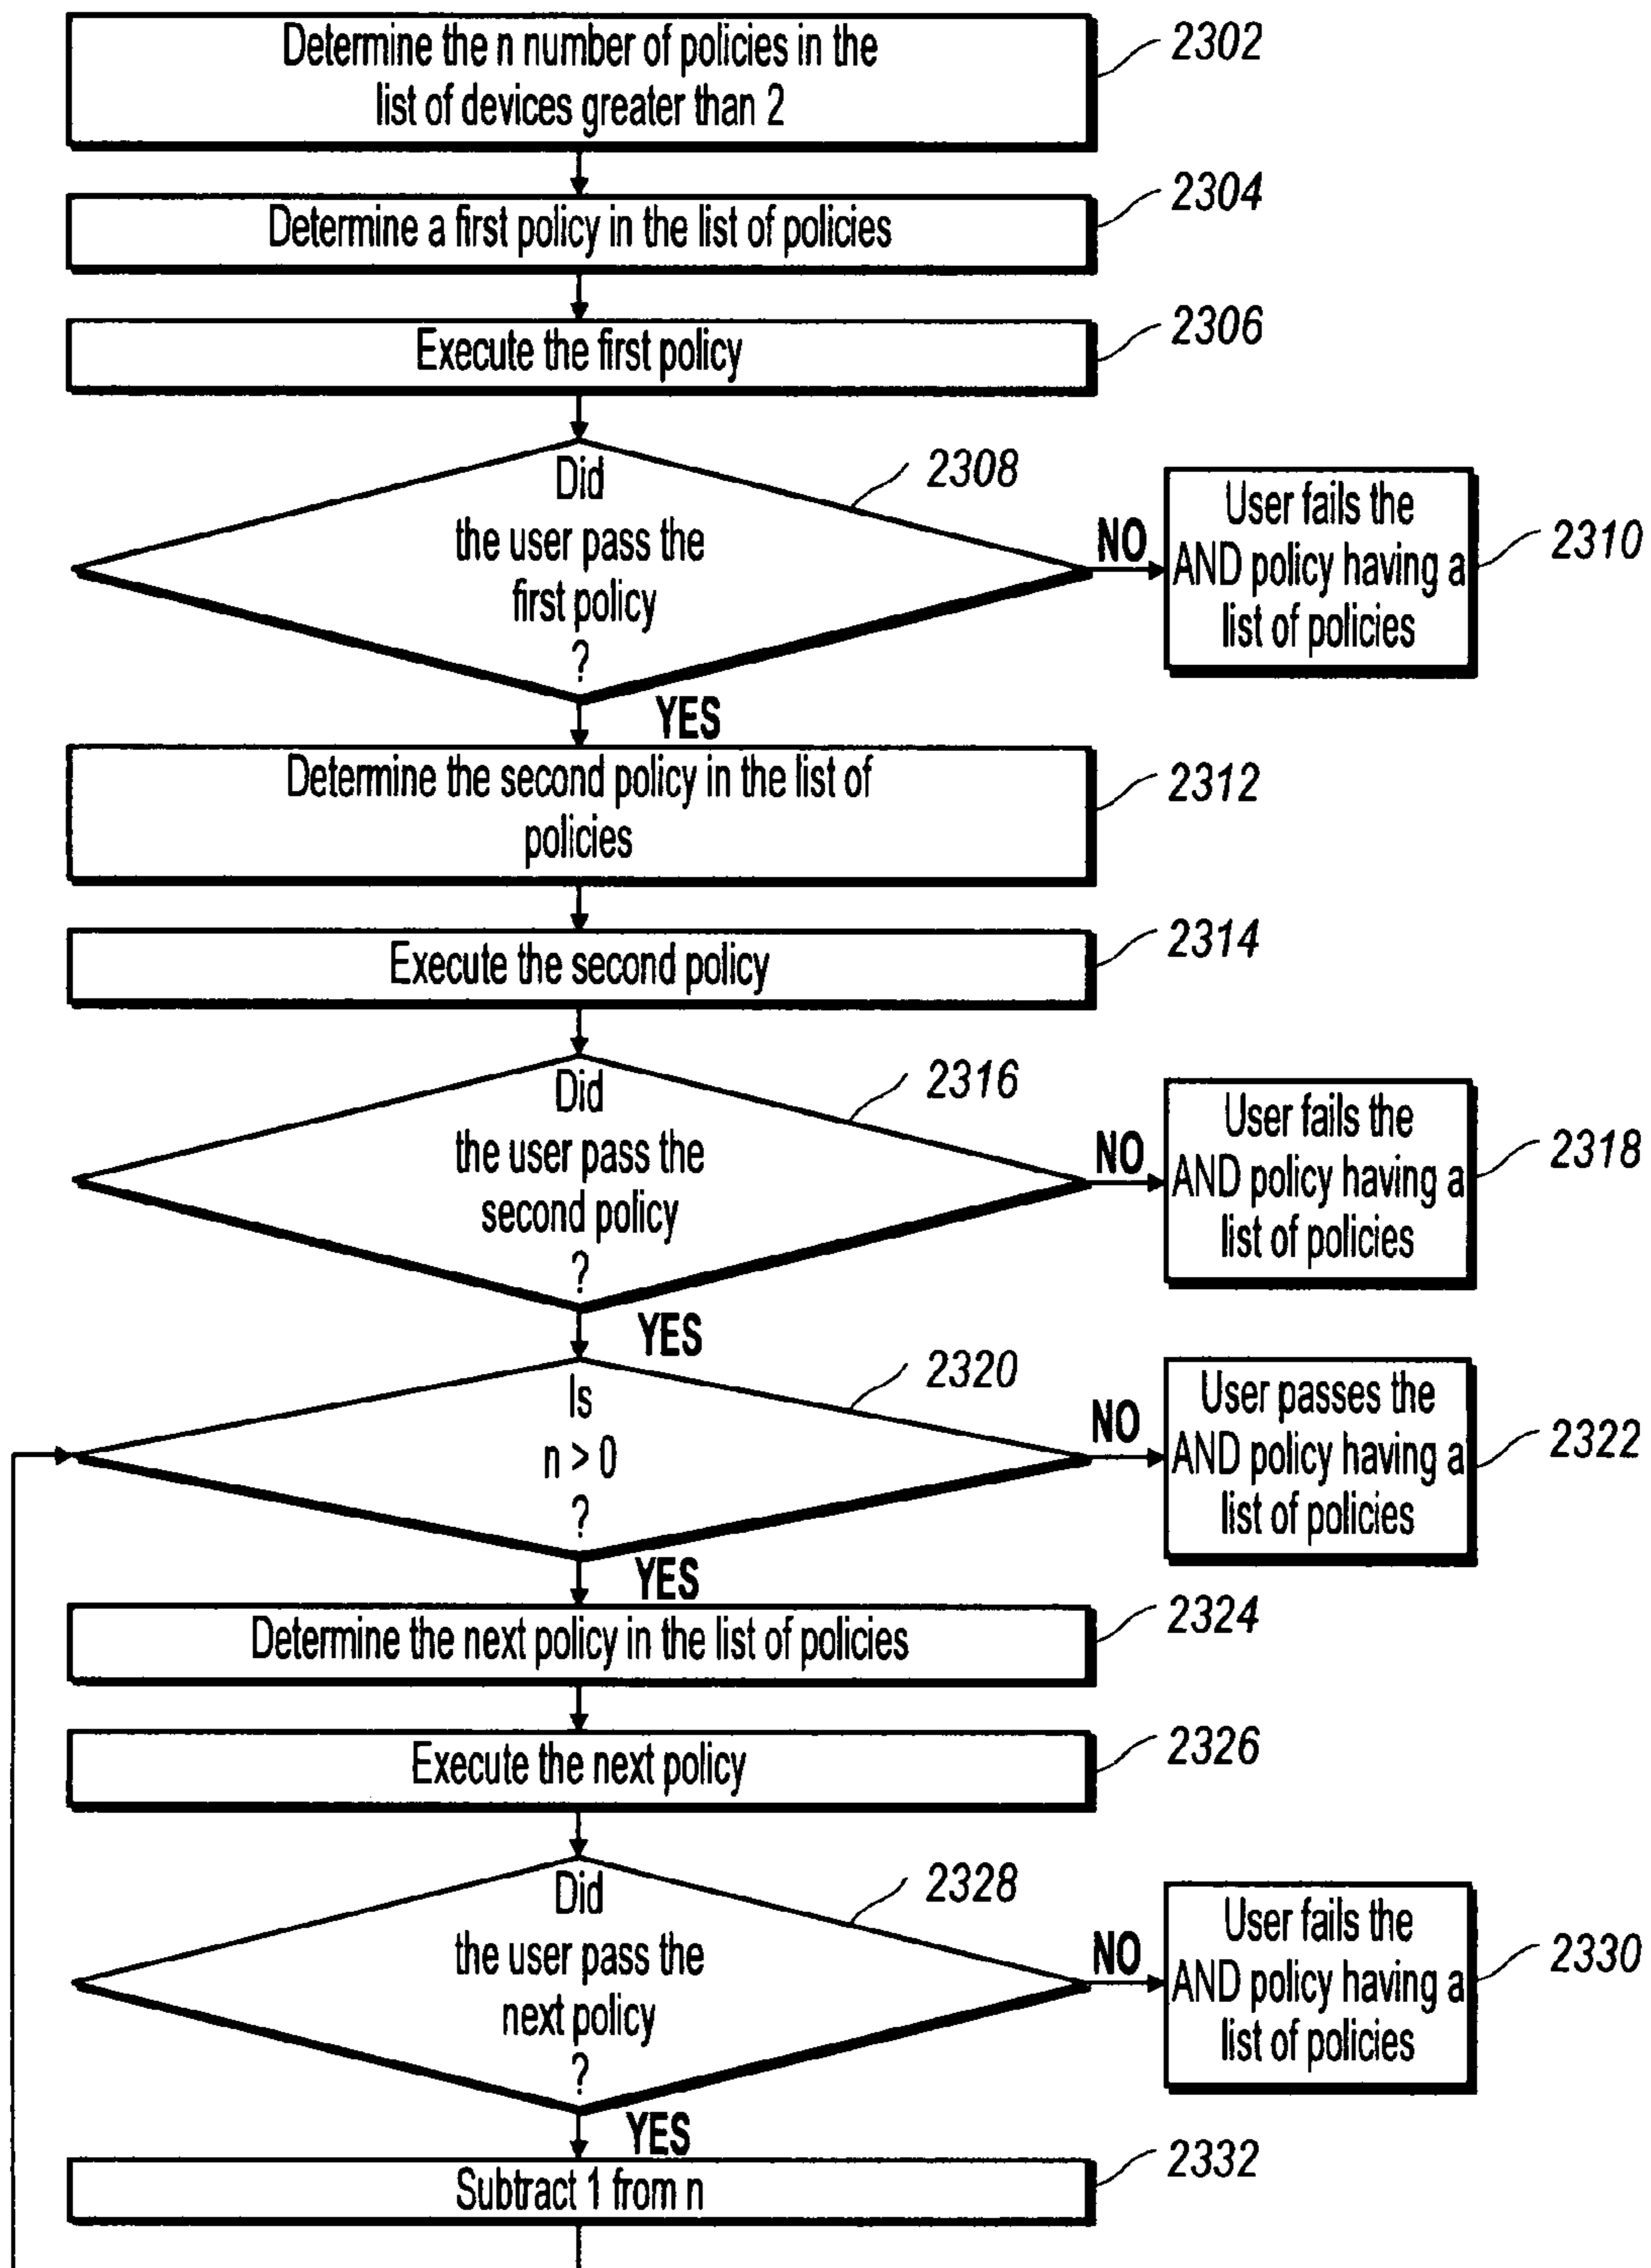 Determine the n number of policies in the
list of devices greater than 2
2302
Determine a first policy in the list of policies
2304
Execute the first policy
2306
Did
the user pass the
first policy
?
2308
NO
User fails the
AND policy having a
list of policies
2310
YES
Determine the second policy in the list of
policies
2312
Execute the second policy
2314
Did
the user pass the
second policy
?
2316
NO
User fails the
AND policy having a
list of policies
2318
YES
Is
n > 0
?
2320
NO
User passes the
AND policy having a
list of policies
2322
YES
Determine the next policy in the list of policies
2324
Execute the next policy
2326
Did
the user pass the
next policy
?
2328
NO
User fails the
AND policy having a
list of policies
2330
YES
Subtract 1 from n
2332